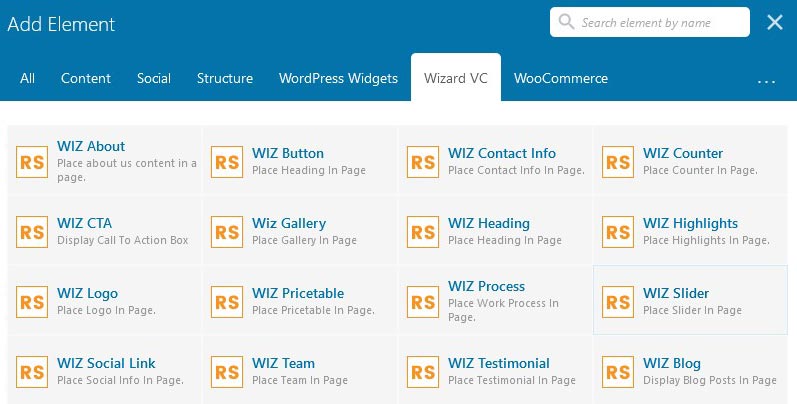 Add Element
Search element by name
All Content Social Structure WordPress Widgets Wizard VC WooCommerce ...
RS WIZ About
Place about us content in a
page.
RS WIZ Button
Place Heading In Page
RS WIZ Contact Info
Place Contact Info In Page.
RS WIZ Counter
Place Counter In Page.
RS WIZ CTA
Display Call To Action Box
RS Wiz Gallery
Place Gallery In Page
RS WIZ Heading
Place Heading In Page
RS WIZ Highlights
Place Highlights In Page.
RS WIZ Logo
Place Logo In Page.
RS WIZ Pricetable
Place Pricetable In Page.
RS WIZ Process
Place Work Process In
Page.
RS WIZ Slider
Place Slider In Page
RS WIZ Social Link
Place Social Info In Page.
RS WIZ Team
Place Team In Page
RS WIZ Testimonial
Place Testimonial In Page
RS WIZ Blog
Display Blog Posts In Page